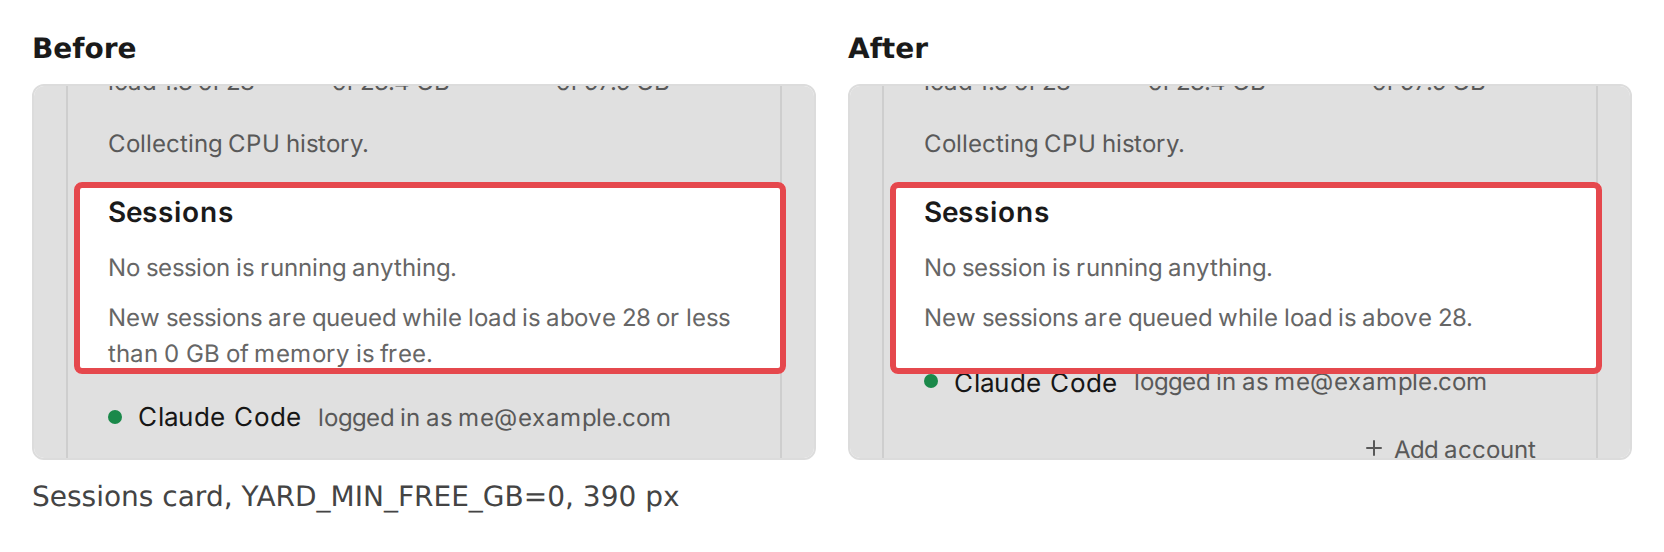 Before
Collecting CPU history.
Sessions
No session is running anything.
New sessions are queued while load is above 28 or less
than 0 GB of memory is free.
Claude Code logged in as me@example.com
After
Collecting CPU history.
Sessions
No session is running anything.
New sessions are queued while load is above 28.
Claude Code logged in as me@example.com
+ Add account
Sessions card, YARD_MIN_FREE_GB=0, 390 px